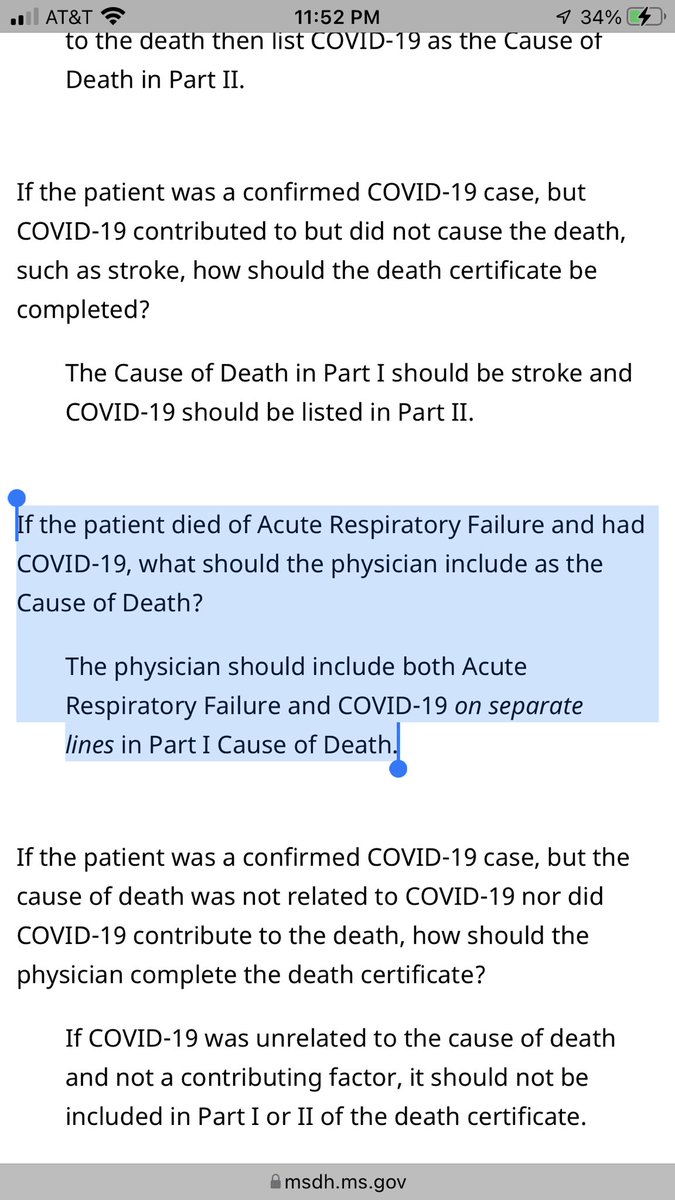 AT&T 11:52 PM 34%
to the death then list COVID-19 as the Cause of
Death in Part II.
If the patient was a confirmed COVID-19 case, but
COVID-19 contributed to but did not cause the death,
such as stroke, how should the death certificate be
completed?
The Cause of Death in Part I should be stroke and
COVID-19 should be listed in Part II.
If the patient died of Acute Respiratory Failure and had
COVID-19, what should the physician include as the
Cause of Death?
The physician should include both Acute
Respiratory Failure and COVID-19 on separate
lines in Part I Cause of Death.
If the patient was a confirmed COVID-19 case, but the
cause of death was not related to COVID-19 nor did
COVID-19 contribute to the death, how should the
physician complete the death certificate?
If COVID-19 was unrelated to the cause of death
and not a contributing factor, it should not be
included in Part I or II of the death certificate.
msdh.ms.gov